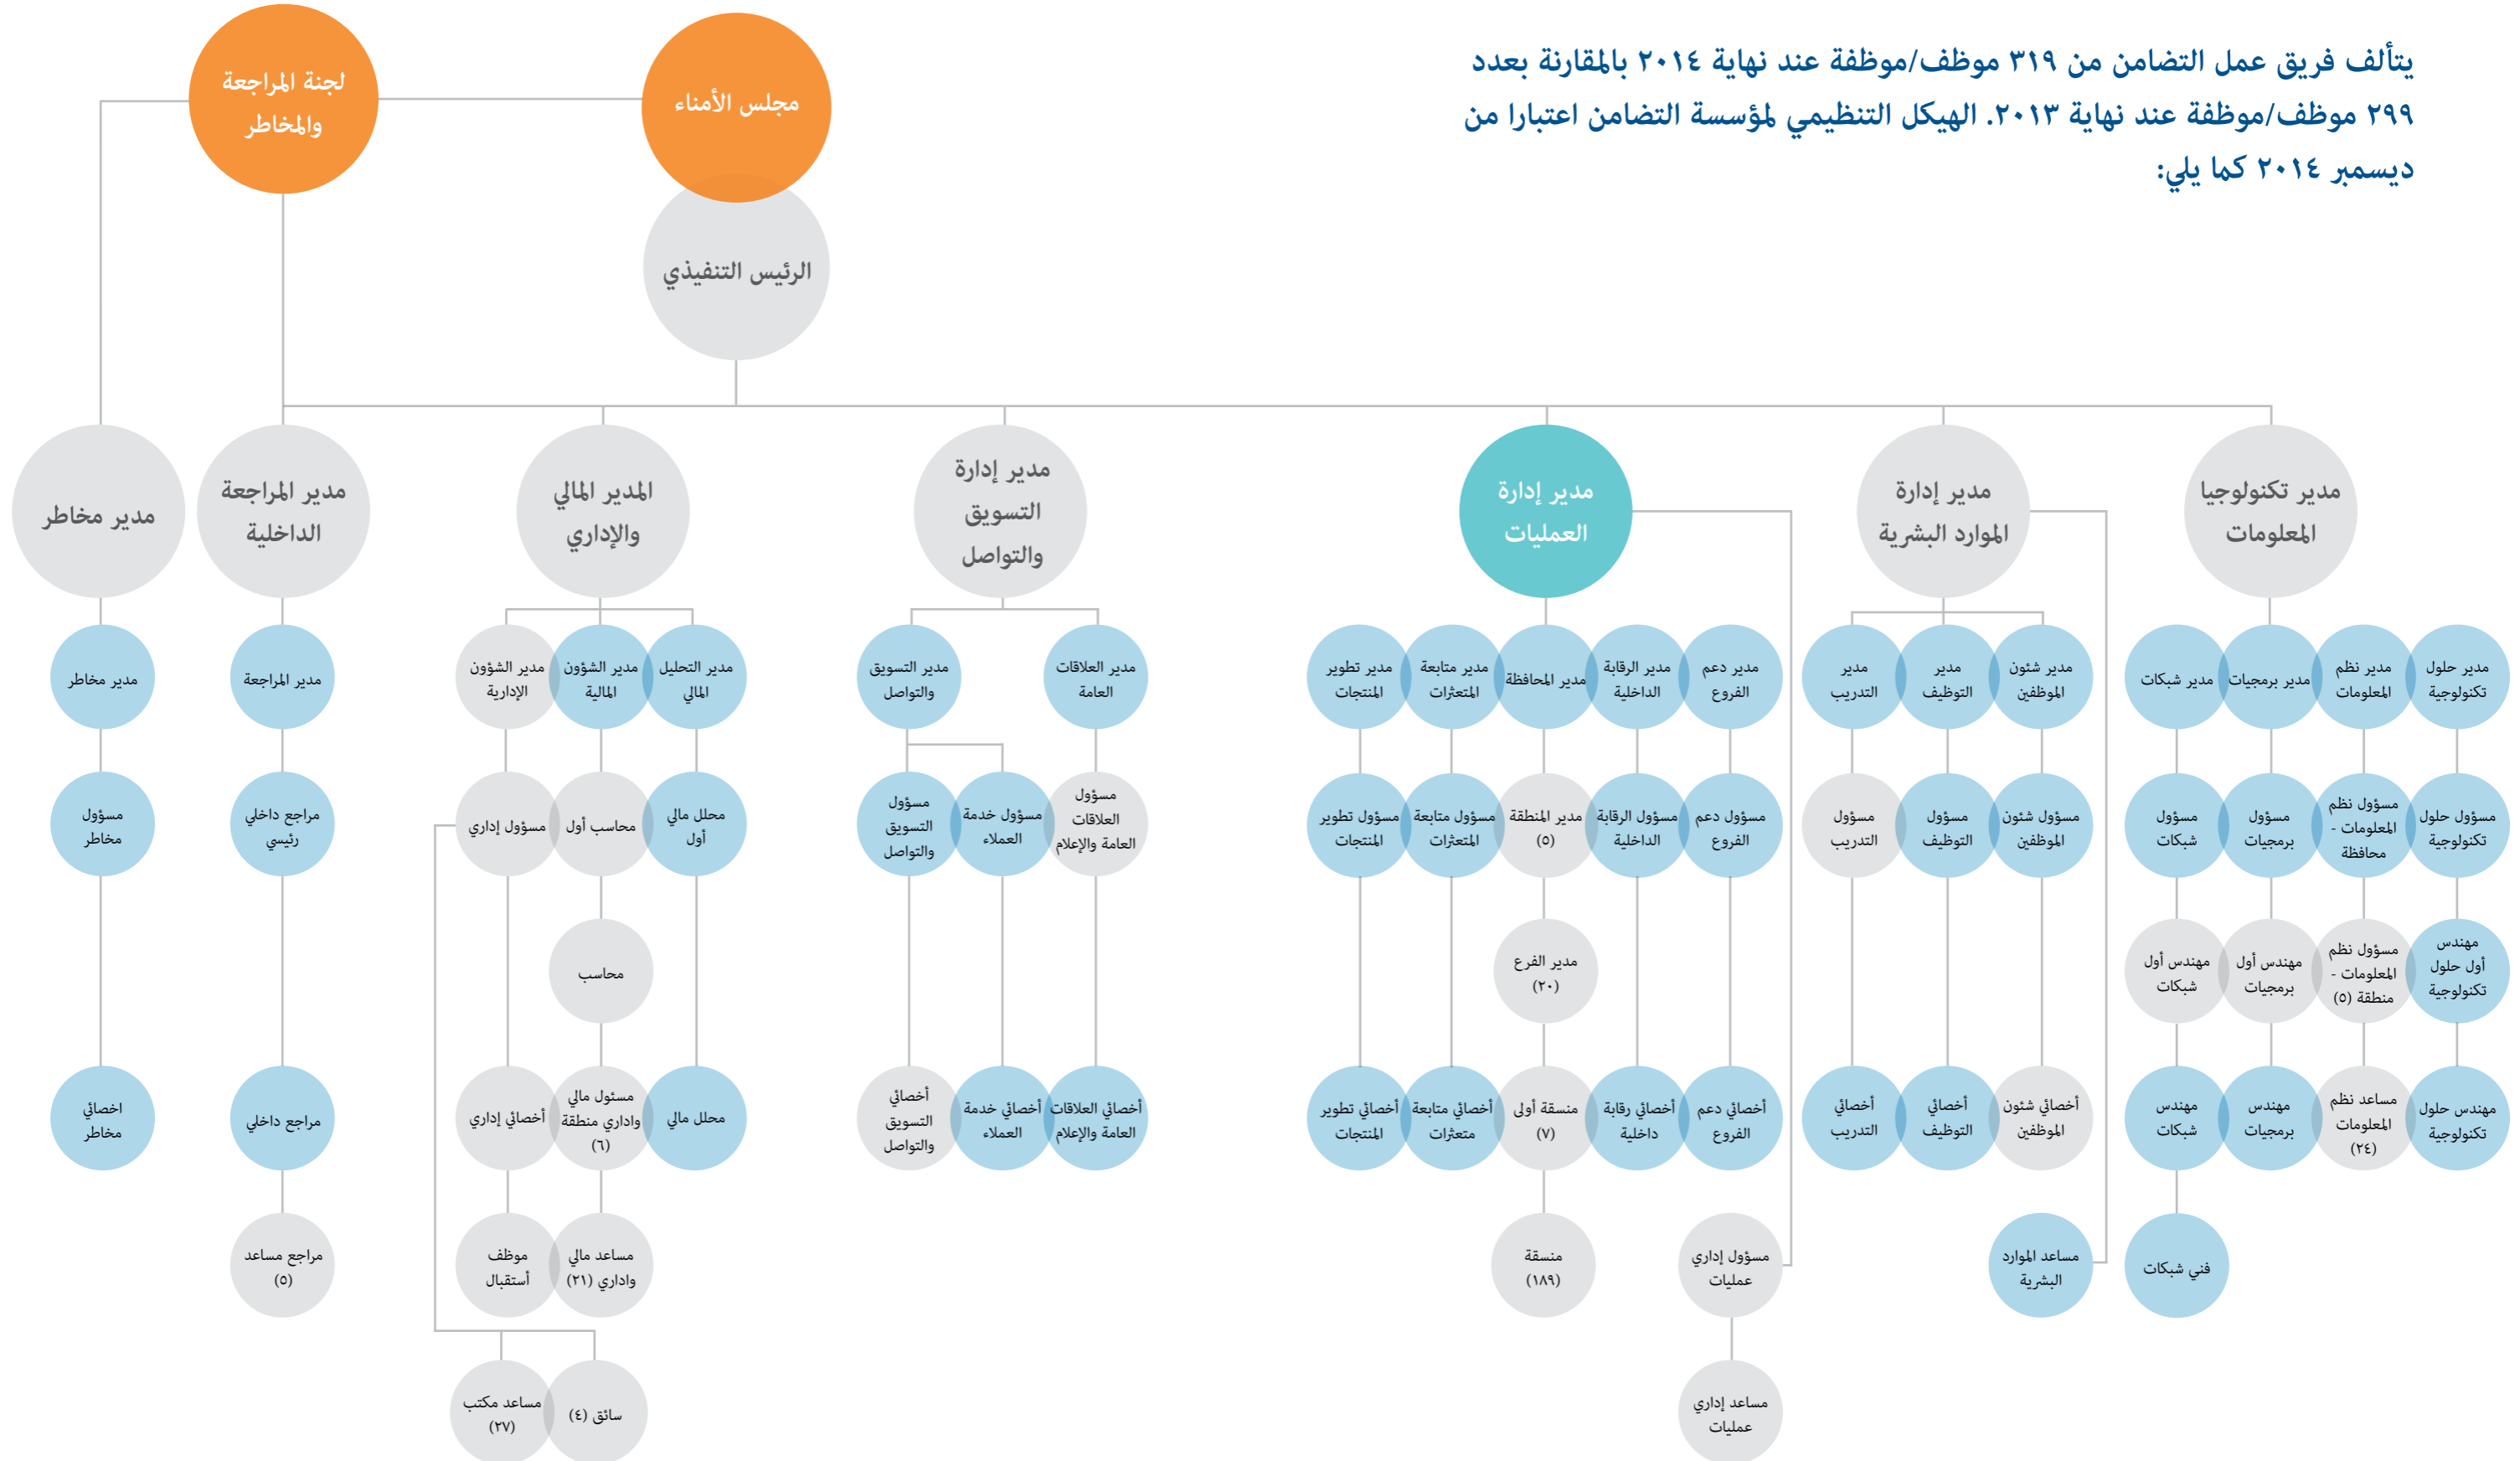 يتألف فريق عمل التضامن من ٣١٩ موظف/موظفة عند نهاية ٢٠١٤ بالمقارنة بعدد
٢٩٩ موظف/موظفة عند نهاية ٢٠١٣. الهيكل التنظيمي لمؤسسة التضامن اعتبارا من
ديسمبر ٢٠١٤ كما يلي:
مجلس الأمناء
لجنة المراجعة
والمخاطر
الرئيس التنفيذي
مدير تكنولوجيا
المعلومات
مدير إدارة
الموارد البشرية
مدير إدارة
العمليات
مدير إدارة
التسويق
والتواصل
المدير المالي
والإداري
مدير المراجعة
الداخلية
مدير مخاطر
مدير حلول
تكنولوجية
مدير نظم
المعلومات
مدير برمجيات
مدير شبكات
مدير شئون
الموظفين
مدير
التوظيف
مدير
التدريب
مدير دعم
الفروع
مدير الرقابة
الداخلية
مدير المحافظة
مدير متابعة
المتعثرات
مدير تطوير
المنتجات
مدير العلاقات
العامة
مدير التسويق
والتواصل
مدير التحليل
المالي
مدير الشؤون
المالية
مدير الشؤون
الإدارية
مدير المراجعة
مدير مخاطر
مسؤول حلول
تكنولوجية
مسؤول نظم
المعلومات -
محافظة
مسؤول
برمجيات
مسؤول
شبكات
مسؤول شئون
الموظفين
مسؤول
التوظيف
مسؤول
التدريب
مسؤول دعم
الفروع
مسؤول الرقابة
الداخلية
مدير المنطقة
(٥)
مسؤول متابعة
المتعثرات
مسؤول تطوير
المنتجات
مسؤول
العلاقات
العامة والإعلام
مسؤول خدمة
العملاء
مسؤول
التسويق
والتواصل
محلل مالي
أول
محاسب أول
مسؤول إداري
مراجع داخلي
رئيسي
مسؤول
مخاطر
مهندس
أول حلول
تكنولوجية
مسؤول نظم
المعلومات -
منطقة (٥)
مهندس أول
برمجيات
مهندس أول
شبكات
مدير الفرع
(٢٠)
محاسب
مهندس حلول
تكنولوجية
مساعد نظم
المعلومات
(٢٤)
مهندس
برمجيات
مهندس
شبكات
أخصائي شئون
الموظفين
أخصائي
التوظيف
أخصائي
التدريب
أخصائي دعم
الفروع
أخصائي رقابة
داخلية
منسقة أولى
(٧)
أخصائي متابعة
متعثرات
أخصائي تطوير
المنتجات
أخصائي العلاقات
العامة والإعلام
أخصائي خدمة
العملاء
أخصائي
التسويق
والتواصل
محلل مالي
مسئول مالي
واداري منطقة
(٦)
أخصائي إداري
مراجع داخلي
اخصائي
مخاطر
فني شبكات
مساعد الموارد
البشرية
مسؤول إداري
عمليات
منسقة
(١٨٩)
مساعد مالي
واداري (٢١)
موظف
أستقبال
مراجع مساعد
(٥)
مساعد إداري
عمليات
سائق (٤)
مساعد مكتب
(٢٧)